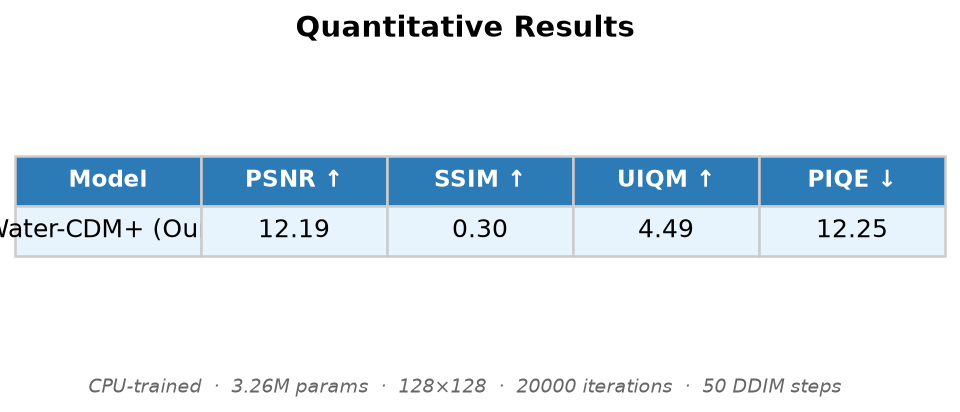 Quantitative Results
Model PSNR ↑ SSIM ↑ UIQM ↑ PIQE ↓
Water-CDM+ (Ou 12.19 0.30 4.49 12.25
CPU-trained · 3.26M params · 128×128 · 20000 iterations · 50 DDIM steps